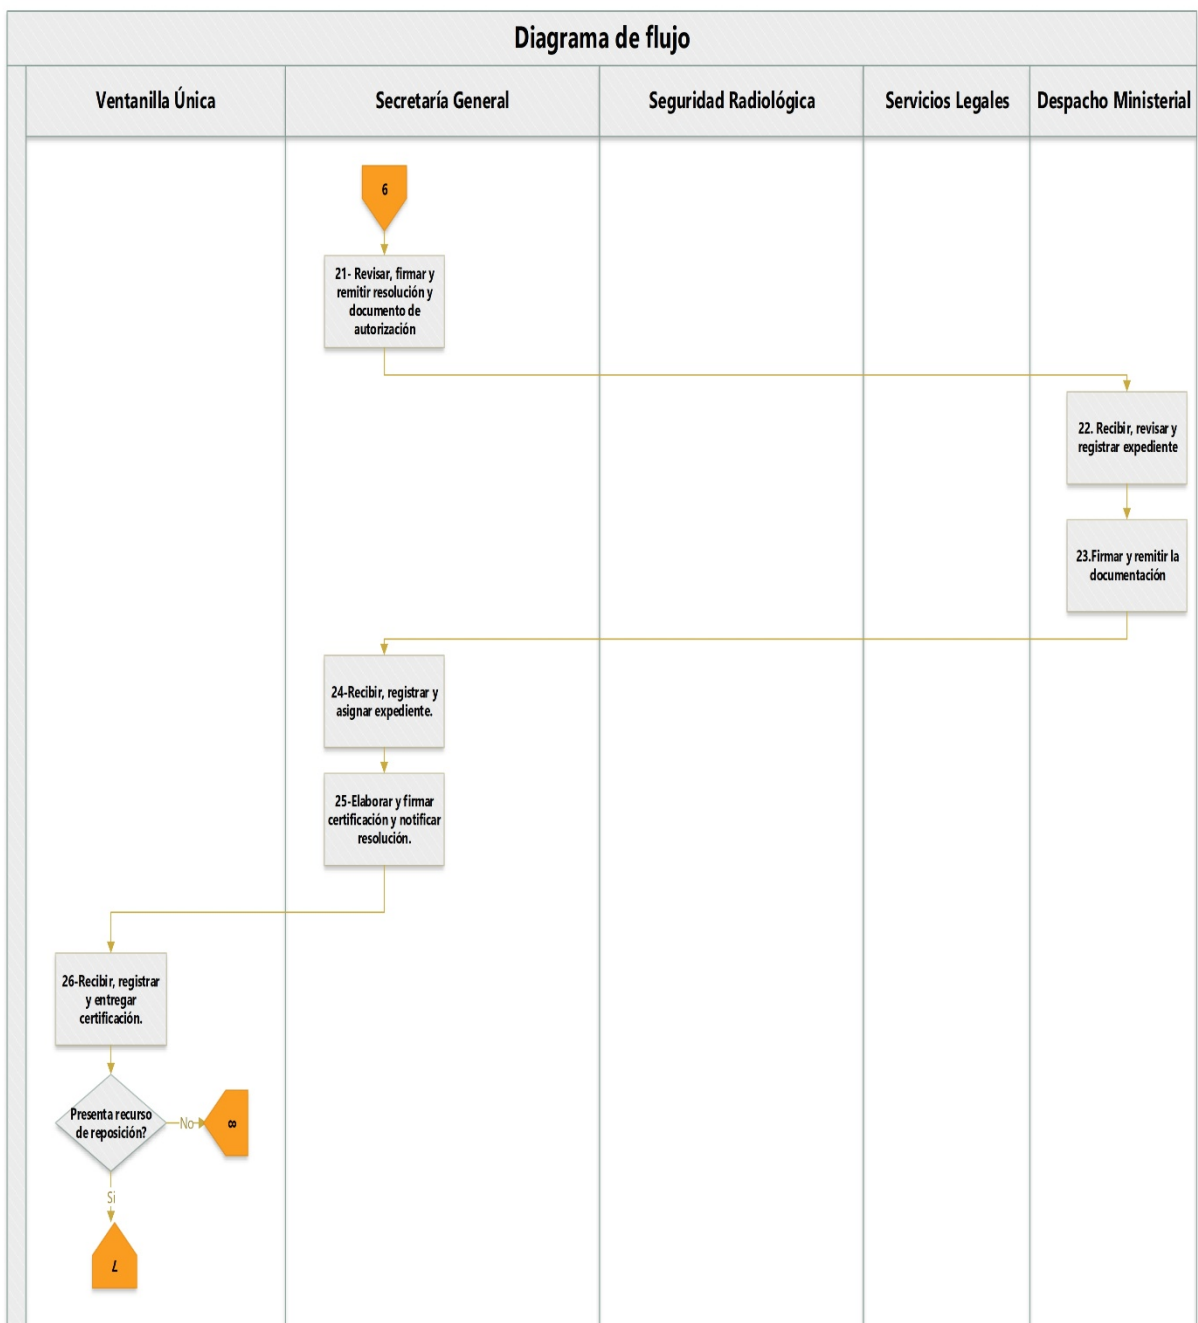 Diagrama de flujo
Ventanilla Única
Secretaría General
Seguridad Radiológica
Servicios Legales
Despacho Ministerial
6
21- Revisar, firmar y
remitir resolución y
documento de
autorización
22. Recibir, revisar y
registrar expediente
23.Firmar y remitir la
documentación
24-Recibir, registrar y
asignar expediente.
25-Elaborar y firmar
certificación y notificar
resolución.
26-Recibir, registrar
y entregar
certificación.
Presenta recurso
de reposición?
No
8
Si
7